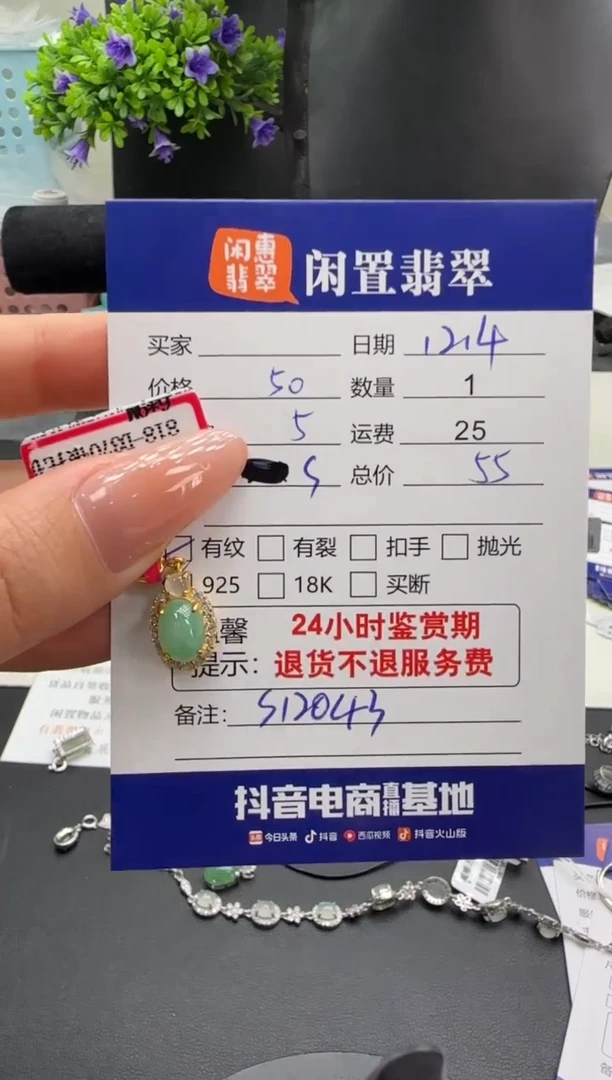 闲惠
翡翠
闲置翡翠
买家 日期 1214
价格 50 数量 1
5 运费 25
5 总价 55
有纹 有裂 扣手 抛光
925 18K 买断
温馨 24小时鉴赏期
提示: 退货不退服务费
备注: S12043
抖音电商直播基地
今日头条 抖音 西瓜视频 抖音火山版